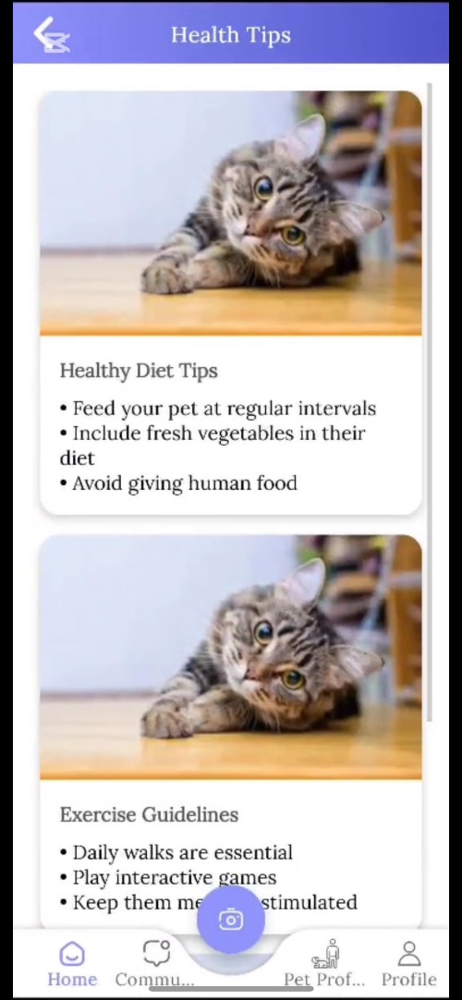 Health Tips
Healthy Diet Tips
• Feed your pet at regular intervals
• Include fresh vegetables in their
diet
• Avoid giving human food
Exercise Guidelines
• Daily walks are essential
• Play interactive games
• Keep them stimulated
Home
Commu...
Pet Prof...
Profile